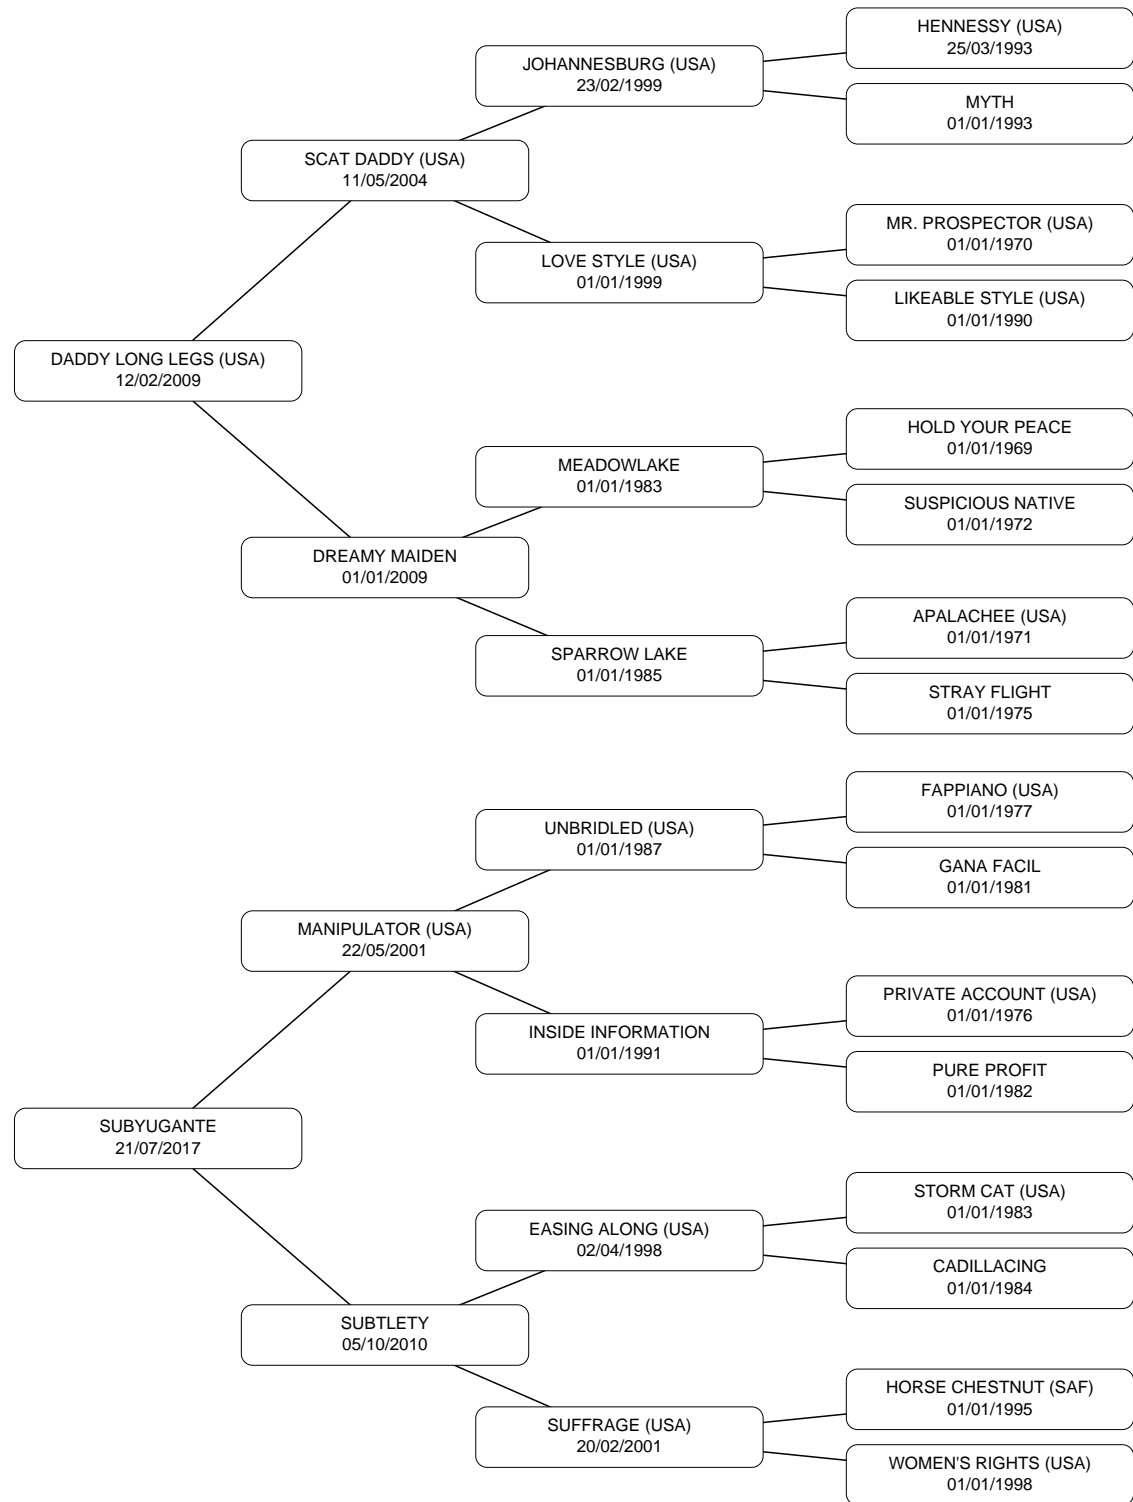 HENNESSY (USA)
25/03/1993
JOHANNESBURG (USA)
23/02/1999
MYTH
01/01/1993
SCAT DADDY (USA)
11/05/2004
MR. PROSPECTOR (USA)
01/01/1970
LOVE STYLE (USA)
01/01/1999
LIKEABLE STYLE (USA)
01/01/1990
DADDY LONG LEGS (USA)
12/02/2009
HOLD YOUR PEACE
01/01/1969
MEADOWLAKE
01/01/1983
SUSPICIOUS NATIVE
01/01/1972
DREAMY MAIDEN
01/01/2009
APALACHEE (USA)
01/01/1971
SPARROW LAKE
01/01/1985
STRAY FLIGHT
01/01/1975
FAPPIANO (USA)
01/01/1977
UNBRIDLED (USA)
01/01/1987
GANA FACIL
01/01/1981
MANIPULATOR (USA)
22/05/2001
PRIVATE ACCOUNT (USA)
01/01/1976
INSIDE INFORMATION
01/01/1991
PURE PROFIT
01/01/1982
SUBYUGANTE
21/07/2017
STORM CAT (USA)
01/01/1983
EASING ALONG (USA)
02/04/1998
CADILLACING
01/01/1984
SUBTLETY
05/10/2010
HORSE CHESTNUT (SAF)
01/01/1995
SUFFRAGE (USA)
20/02/2001
WOMEN'S RIGHTS (USA)
01/01/1998